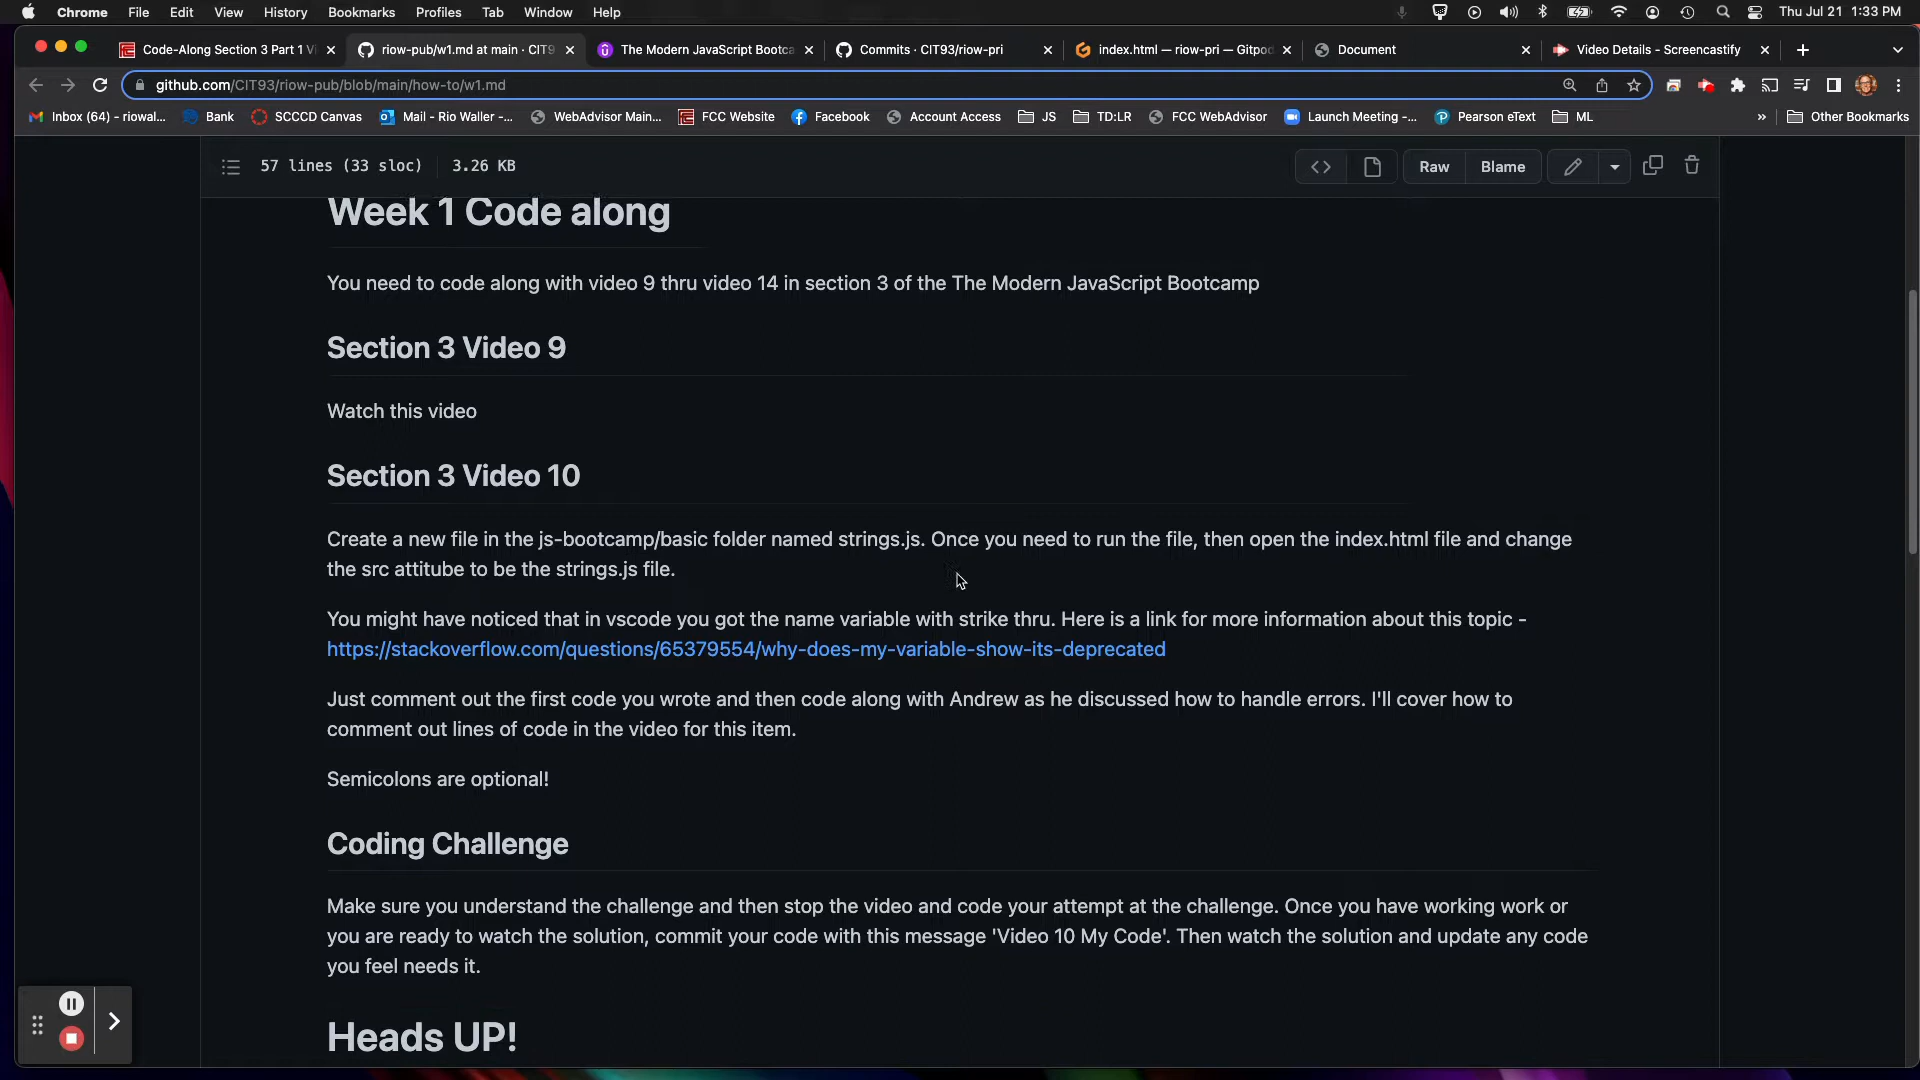 Chrome File Edit View History Bookmarks Profiles Tab Window Help Thu Jul 21 1:33 PM
Code-Along Section 3 Part 1 Vi riow-pub/w1.md at main · CIT9 The Modern JavaScript Bootca Commits · CIT93/riow-pri index.html — riow-pri — Gitpod Document Video Details - Screencastify
github.com/CIT93/riow-pub/blob/main/how-to/w1.md
Inbox (64) - riowal... Bank SCCCD Canvas Mail - Rio Waller -... WebAdvisor Main... FCC Website Facebook Account Access JS TD:LR FCC WebAdvisor Launch Meeting -... Pearson eText ML » Other Bookmarks
57 lines (33 sloc) 3.26 KB Raw Blame
Week 1 Code along
You need to code along with video 9 thru video 14 in section 3 of the The Modern JavaScript Bootcamp
Section 3 Video 9
Watch this video
Section 3 Video 10
Create a new file in the js-bootcamp/basic folder named strings.js. Once you need to run the file, then open the index.html file and change
the src attitube to be the strings.js file.
You might have noticed that in vscode you got the name variable with strike thru. Here is a link for more information about this topic -
https://stackoverflow.com/questions/65379554/why-does-my-variable-show-its-deprecated
Just comment out the first code you wrote and then code along with Andrew as he discussed how to handle errors. I'll cover how to
comment out lines of code in the video for this item.
Semicolons are optional!
Coding Challenge
Make sure you understand the challenge and then stop the video and code your attempt at the challenge. Once you have working work or
you are ready to watch the solution, commit your code with this message 'Video 10 My Code'. Then watch the solution and update any code
you feel needs it.
Heads UP!